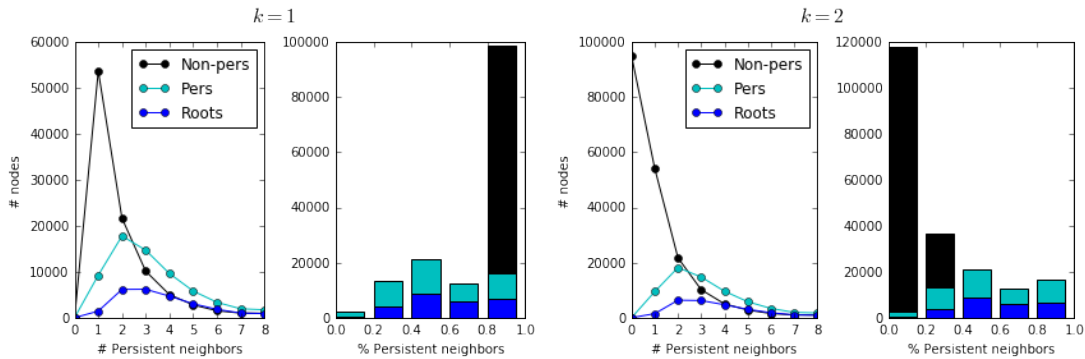 k = 1
k = 2
60000
50000
40000
30000
20000
10000
0
# nodes
0 1 2 3 4 5 6 7 8
# Persistent neighbors
Non-pers
Pers
Roots
100000
80000
60000
40000
20000
0
0.0 0.2 0.4 0.6 0.8 1.0
% Persistent neighbors
100000
80000
60000
40000
20000
0
# nodes
0 1 2 3 4 5 6 7 8
# Persistent neighbors
Non-pers
Pers
Roots
120000
100000
80000
60000
40000
20000
0
0.0 0.2 0.4 0.6 0.8 1.0
% Persistent neighbors